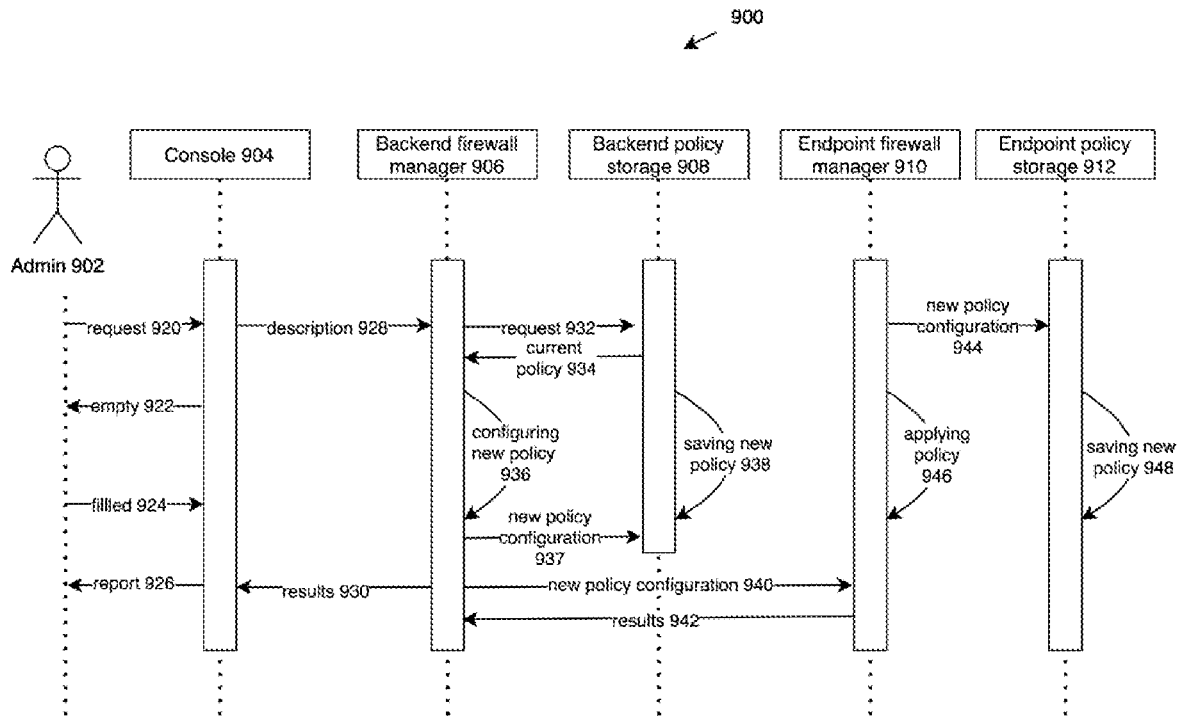 900
Console 904
Backend firewall
manager 906
Backend policy
storage 908
Endpoint firewall
manager 910
Endpoint policy
storage 912
Admin 902
request 920
description 928
request 932
current
policy 934
new policy
configuration
944
empty 922
configuring
new policy
936
saving new
policy 938
applying
policy
946
saving new
policy 948
fillled 924
new policy
configuration
937
report 926
results 930
new policy configuration 940
results 942